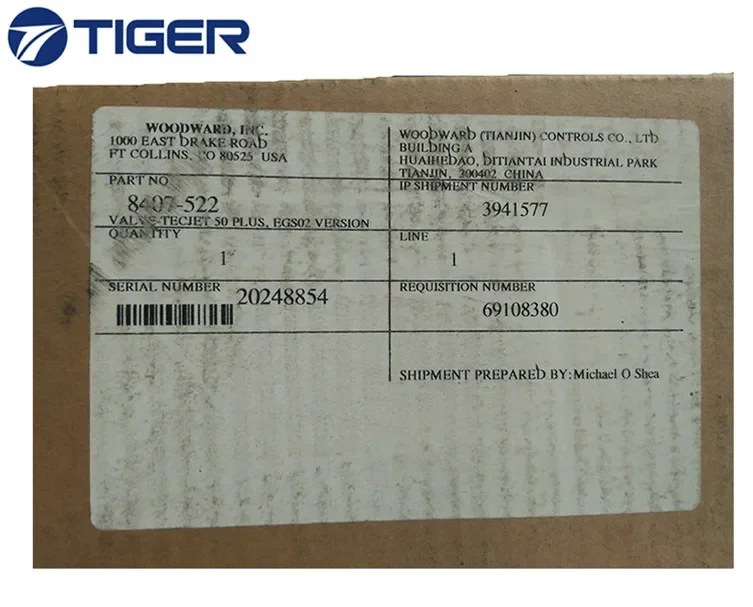 TIGER
WOODWARD, INC.
1000 EAST DRAKE ROAD
FT COLLINS, CO 80525 USA
PART NO
8407-522
VALVE-TECJET 50 PLUS, EGS02 VERSION
QUANTITY
1
SERIAL NUMBER
20248854
WOODWARD (TIANJIN) CONTROLS CO., LTD
BUILDING A
HUAIHEDAO, DITIANTAI INDUSTRIAL PARK
TIANJIN, 300402 CHINA
IP SHIPMENT NUMBER
3941577
LINE
1
REQUISITION NUMBER
69108380
SHIPMENT PREPARED BY: Michael O Shea